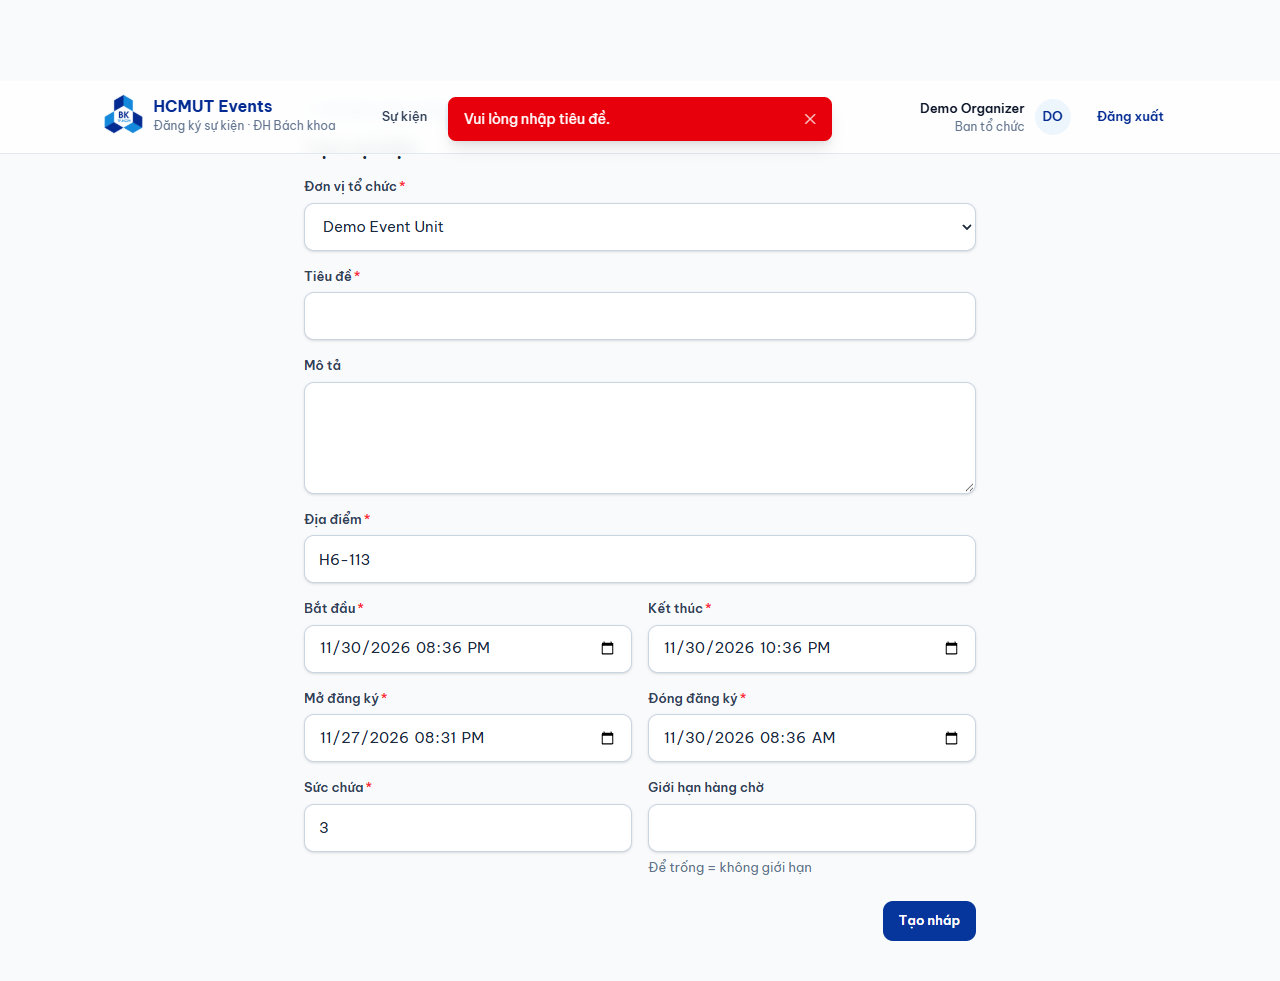 HCMUT Events
Đăng ký sự kiện · ĐH Bách khoa
Sự kiện
Vui lòng nhập tiêu đề.
Demo Organizer
Ban tổ chức
DO
Đăng xuất
Đơn vị tổ chức *
Demo Event Unit
Tiêu đề *
Mô tả
Địa điểm *
H6-113
Bắt đầu *
Kết thúc *
11/30/2026 08:36 PM
11/30/2026 10:36 PM
Mở đăng ký *
Đóng đăng ký *
11/27/2026 08:31 PM
11/30/2026 08:36 AM
Sức chứa *
Giới hạn hàng chờ
3
Để trống = không giới hạn
Tạo nháp